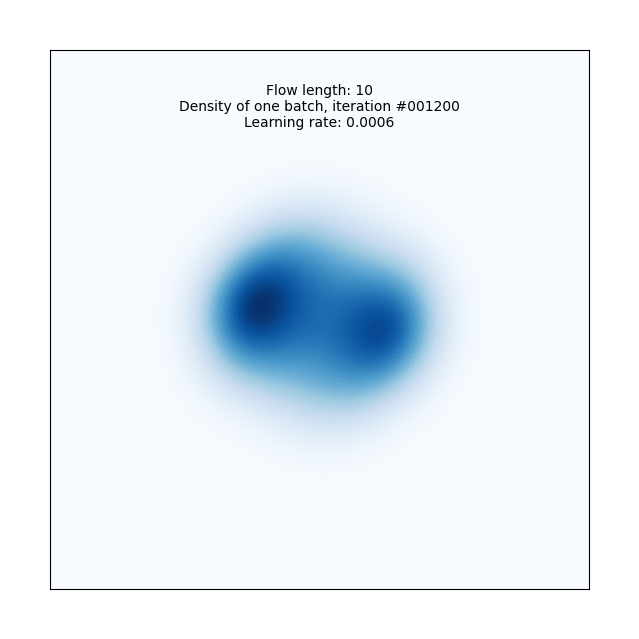 Flow length: 10
Density of one batch, iteration #001200
Learning rate: 0.0006